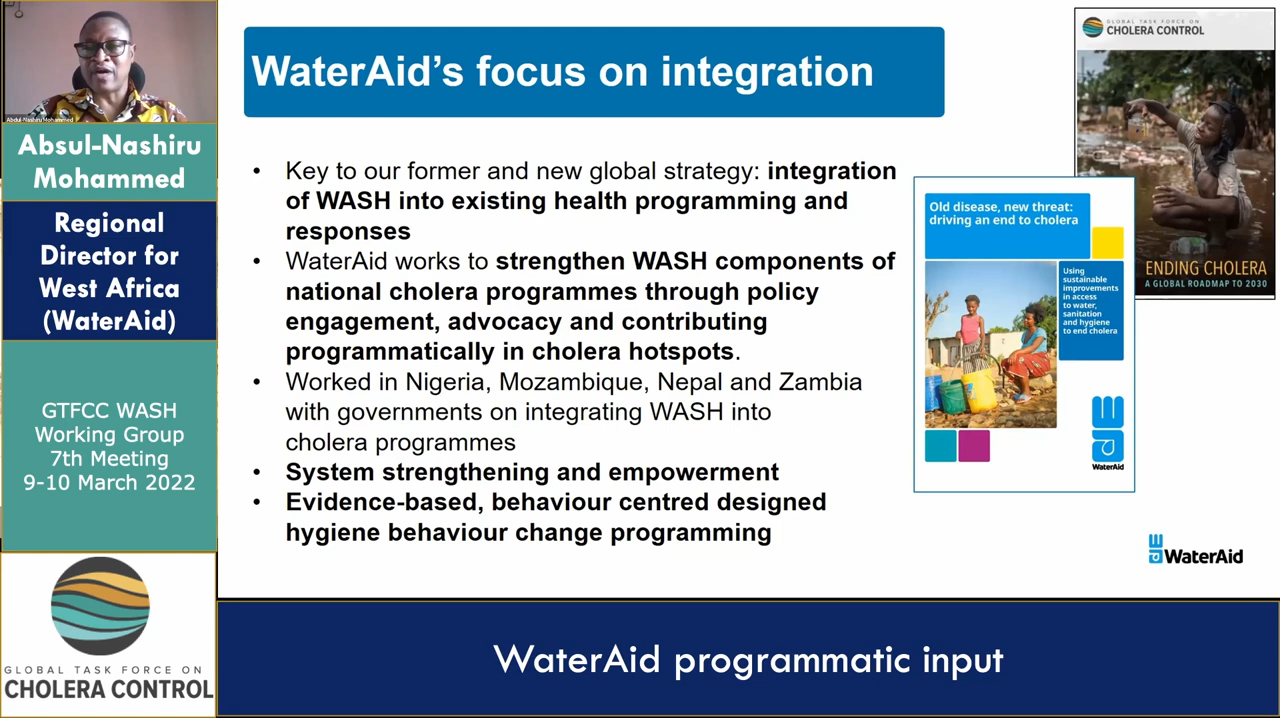 Abdul-Nashiru Mohammed
Absul-Nashiru
Mohammed
Regional
Director for
West Africa
(WaterAid)
GTFCC WASH
Working Group
7th Meeting
9-10 March 2022
GLOBAL TASK FORCE ON
CHOLERA CONTROL
WaterAid's focus on integration
• Key to our former and new global strategy: integration
of WASH into existing health programming and
responses
• WaterAid works to strengthen WASH components of
national cholera programmes through policy
engagement, advocacy and contributing
programmatically in cholera hotspots.
• Worked in Nigeria, Mozambique, Nepal and Zambia
with governments on integrating WASH into
cholera programmes
• System strengthening and empowerment
• Evidence-based, behaviour centred designed
hygiene behaviour change programming
GLOBAL TASK FORCE ON
CHOLERA CONTROL
ENDING CHOLERA
A GLOBAL ROADMAP TO 2030
Old disease, new threat:
driving an end to cholera
Using
sustainable
improvements
in access
to water,
sanitation
and hygiene
to end cholera
WaterAid
WaterAid
WaterAid programmatic input